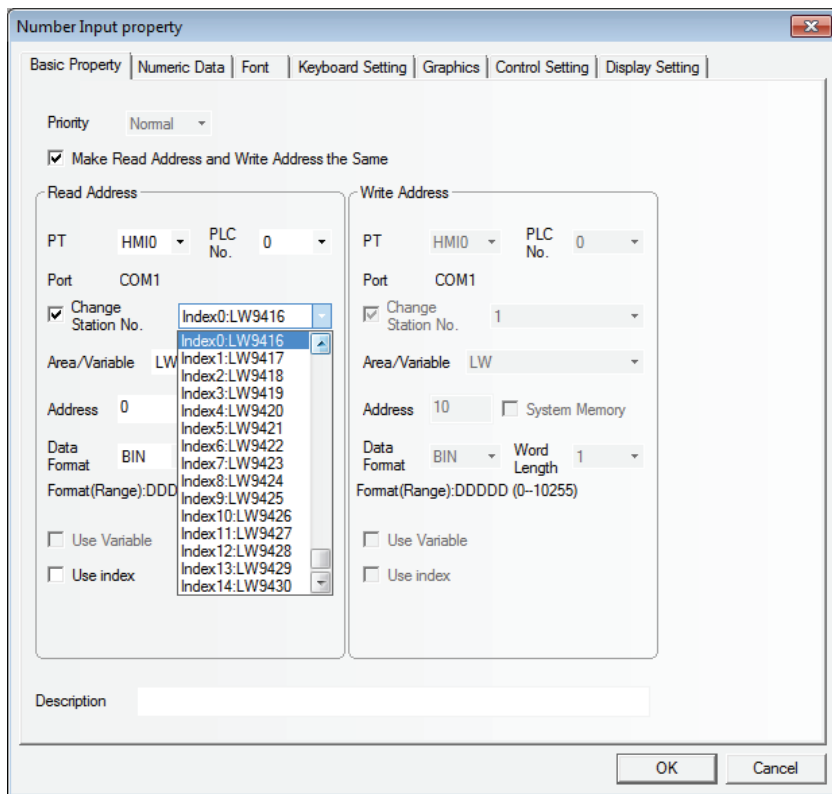 Number Input property
Basic Property Numeric Data Font Keyboard Setting Graphics Control Setting Display Setting
Priority Normal
Make Read Address and Write Address the Same
Read Address
PT HMI0 PLC No. 0
Port COM1
Change Station No. Index0:LW9416
Index0:LW9416
Index1:LW9417
Index2:LW9418
Index3:LW9419
Index4:LW9420
Index5:LW9421
Index6:LW9422
Index7:LW9423
Index8:LW9424
Index9:LW9425
Index10:LW9426
Index11:LW9427
Index12:LW9428
Index13:LW9429
Index14:LW9430
Area/Variable LW
Address 0
Data Format BIN
Format(Range):DDD
Use Variable
Use index
Write Address
PT HMI0 PLC No. 0
Port COM1
Change Station No. 1
Area/Variable LW
Address 10 System Memory
Data Format BIN Word Length 1
Format(Range):DDDDD (0--10255)
Use Variable
Use index
Description
OK Cancel